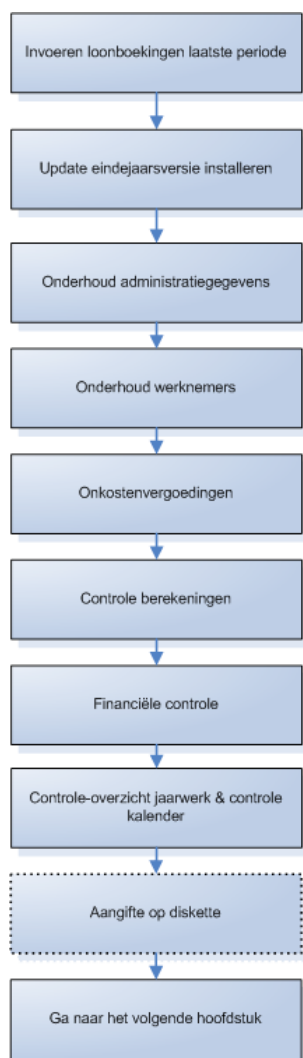 Invoeren loonboekingen laatste periode
Update eindejaarsversie installeren
Onderhoud administratiegegevens
Onderhoud werknemers
Onkostenvergoedingen
Controle berekeningen
Financiële controle
Controle-overzicht jaarwerk & controle
kalender
Aangifte op diskette
Ga naar het volgende hoofdstuk